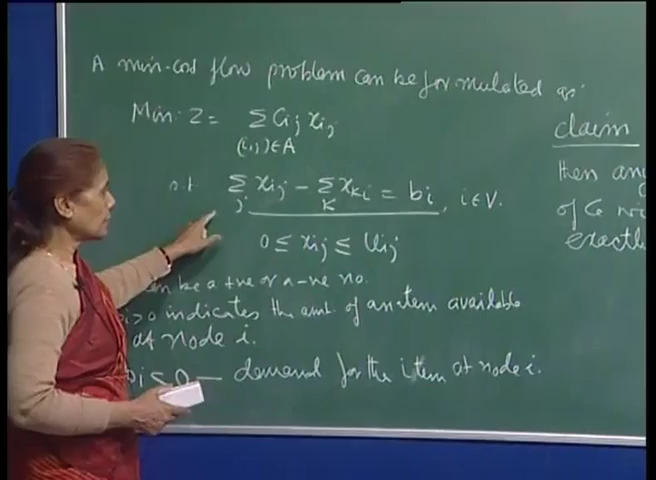 A min-cost flow problem can be formulated as:
Min. Z = Σ Cij xij
(i,j)∈A
s.t. Σ xij − Σ xki = bi, i∈V.
j K
0 ≤ xij ≤ Uij
can be a +ve or a -ve no.
bi>0 indicates the amt. of an item available
at node i.
bi < 0 — demand for the item at node i.
claim
then any
of G
exactly